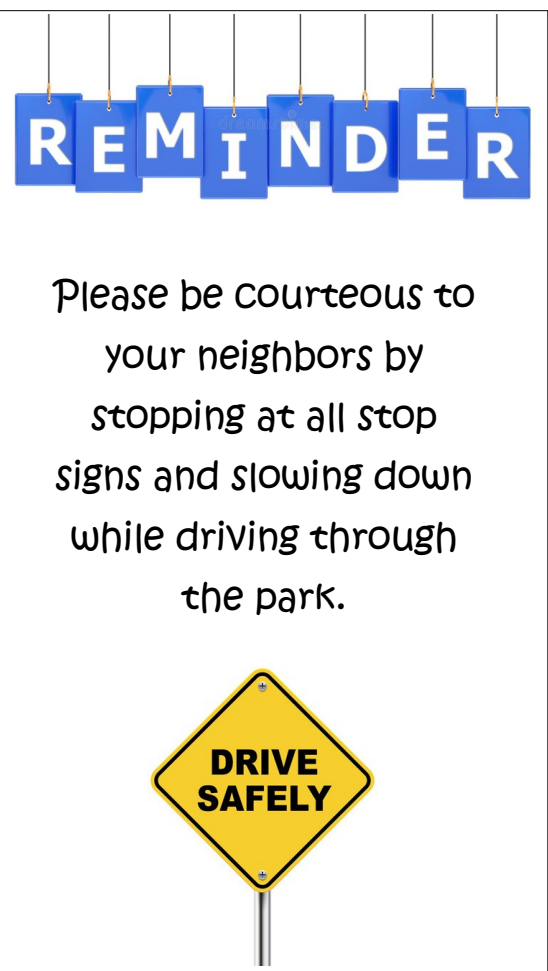 REMINDER
Please be courteous to
your neighbors by
stopping at all stop
signs and slowing down
while driving through
the park.
DRIVE
SAFELY